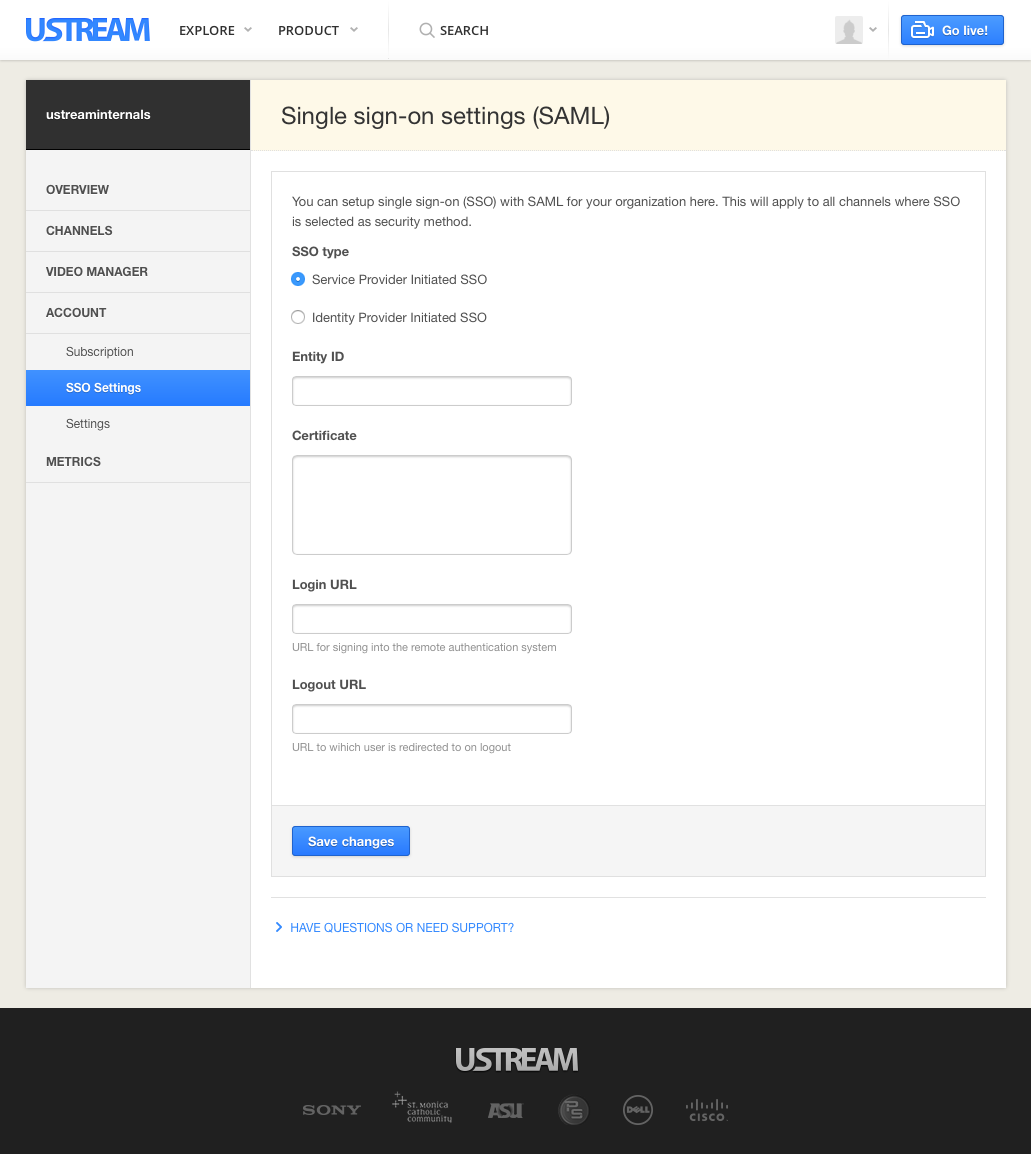 USTREAM
EXPLORE
PRODUCT
SEARCH
Go live!
ustreaminternals
Single sign-on settings (SAML)
OVERVIEW
CHANNELS
VIDEO MANAGER
ACCOUNT
Subscription
SSO Settings
Settings
METRICS
You can setup single sign-on (SSO) with SAML for your organization here. This will apply to all channels where SSO
is selected as security method.
SSO type
Service Provider Initiated SSO
Identity Provider Initiated SSO
Entity ID
Certificate
Login URL
URL for signing into the remote authentication system
Logout URL
URL to wihich user is redirected to on logout
Save changes
HAVE QUESTIONS OR NEED SUPPORT?
USTREAM
SONY
ST. MONICA
catholic
community
ASU
PS
DELL
CISCO